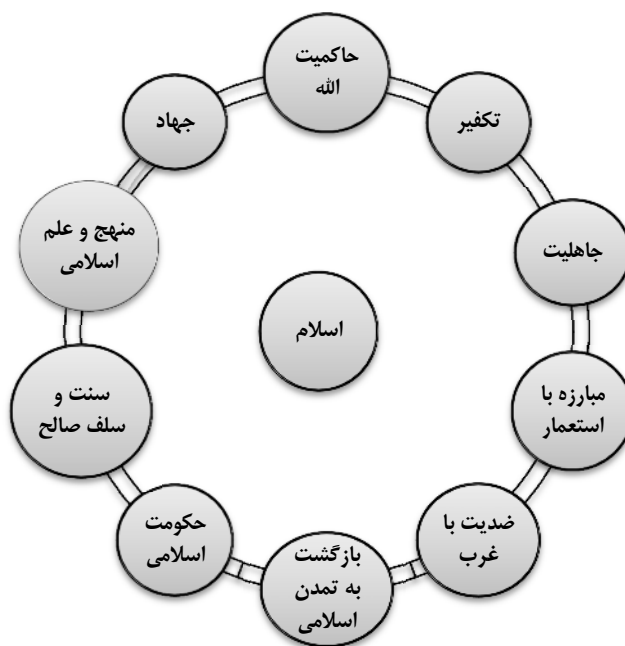 حاکمیت
الله
تکفیر
جاهلیت
مبارزه با
استعمار
ضدیت با
غرب
بازگشت
به تمدن
اسلامی
حکومت
اسلامی
سنت و
سلف صالح
منهج و علم
اسلامی
جهاد
اسلام